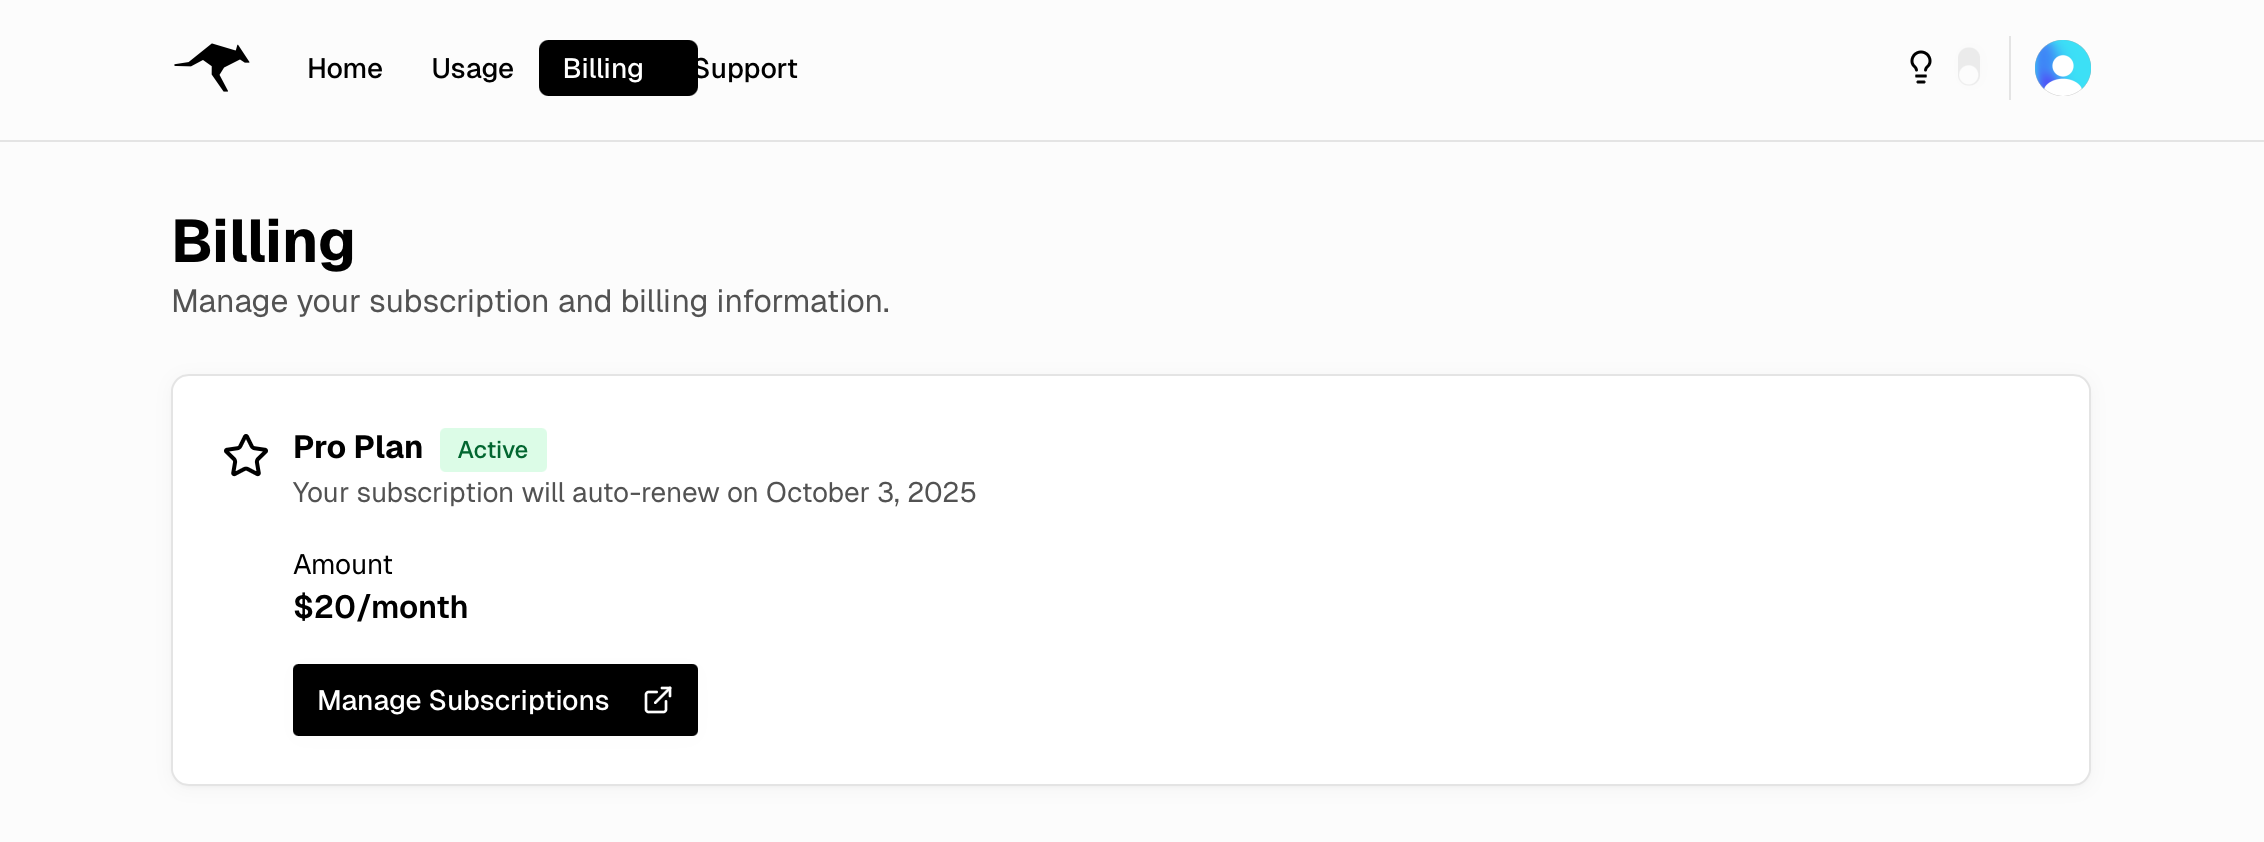 Home Usage Billing Support
Billing
Manage your subscription and billing information.
Pro Plan Active
Your subscription will auto-renew on October 3, 2025
Amount
$20/month
Manage Subscriptions